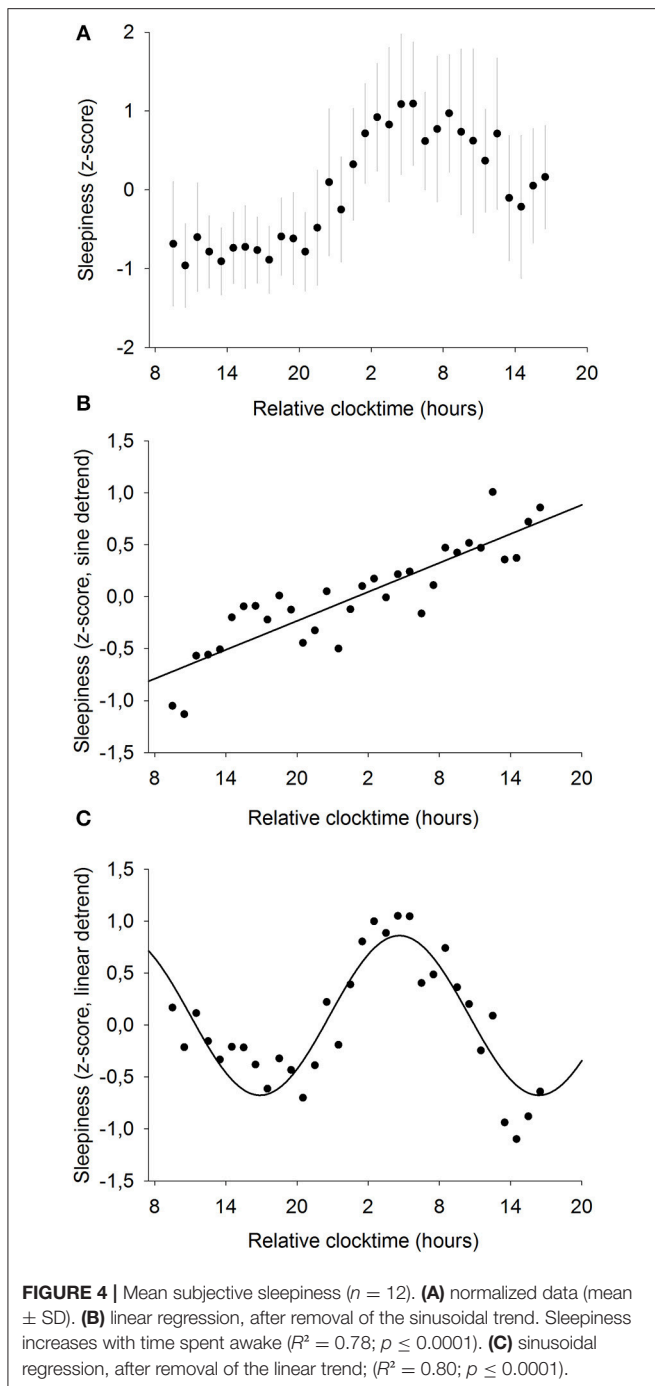 A
Sleepiness (z-score)
2
1
0
-1
-2
8 14 20 2 8 14 20
Relative clocktime (hours)
B
Sleepiness (z-score, sine detrend)
1,5
1,0
0,5
0,0
-0,5
-1,0
-1,5
8 14 20 2 8 14 20
Relative clocktime (hours)
C
Sleepiness (z-score, linear detrend)
1,5
1,0
0,5
0,0
-0,5
-1,0
-1,5
8 14 20 2 8 14 20
Relative clocktime (hours)
FIGURE 4 | Mean subjective sleepiness (n = 12). (A) normalized data (mean
± SD). (B) linear regression, after removal of the sinusoidal trend. Sleepiness
increases with time spent awake (R² = 0.78; p ≤ 0.0001). (C) sinusoidal
regression, after removal of the linear trend; (R² = 0.80; p ≤ 0.0001).